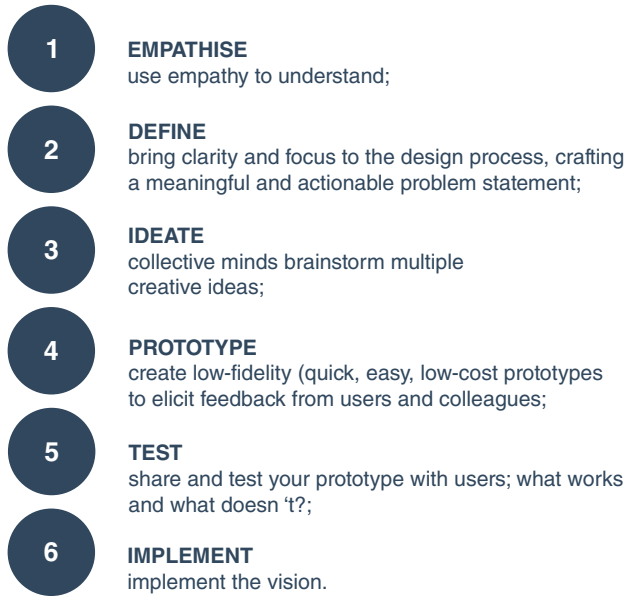 1
EMPATHISE
use empathy to understand;
2
DEFINE
bring clarity and focus to the design process, crafting
a meaningful and actionable problem statement;
3
IDEATE
collective minds brainstorm multiple
creative ideas;
4
PROTOTYPE
create low-fidelity (quick, easy, low-cost prototypes
to elicit feedback from users and colleagues;
5
TEST
share and test your prototype with users; what works
and what doesn ‘t?;
6
IMPLEMENT
implement the vision.